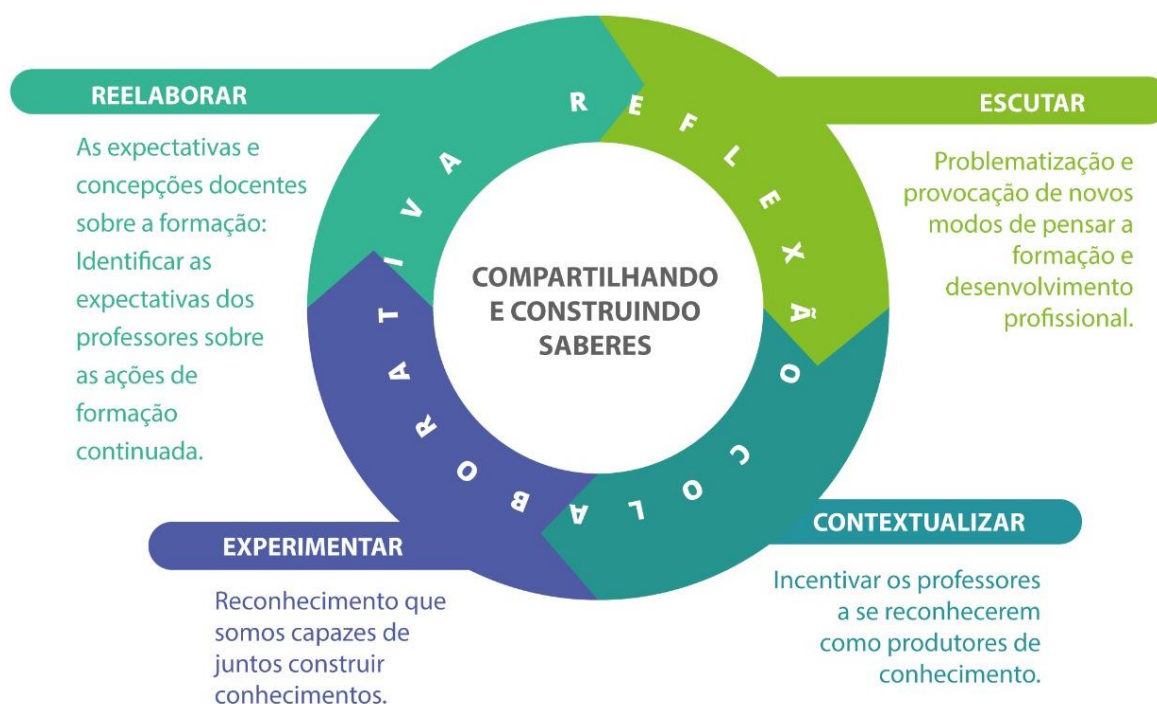 REELABORAR
As expectativas e
concepções docentes
sobre a formação:
Identificar as
expectativas dos
professores sobre
as ações de
formação
continuada.
ESCUTAR
Problematização e
provocação de novos
modos de pensar a
formação e
desenvolvimento
profissional.
REFLEXÃO COLABORATIVA
COMPARTILHANDO
E CONSTRUINDO
SABERES
EXPERIMENTAR
Reconhecimento que
somos capazes de
juntos construir
conhecimentos.
CONTEXTUALIZAR
Incentivar os professores
a se reconhecerem
como produtores de
conhecimento.